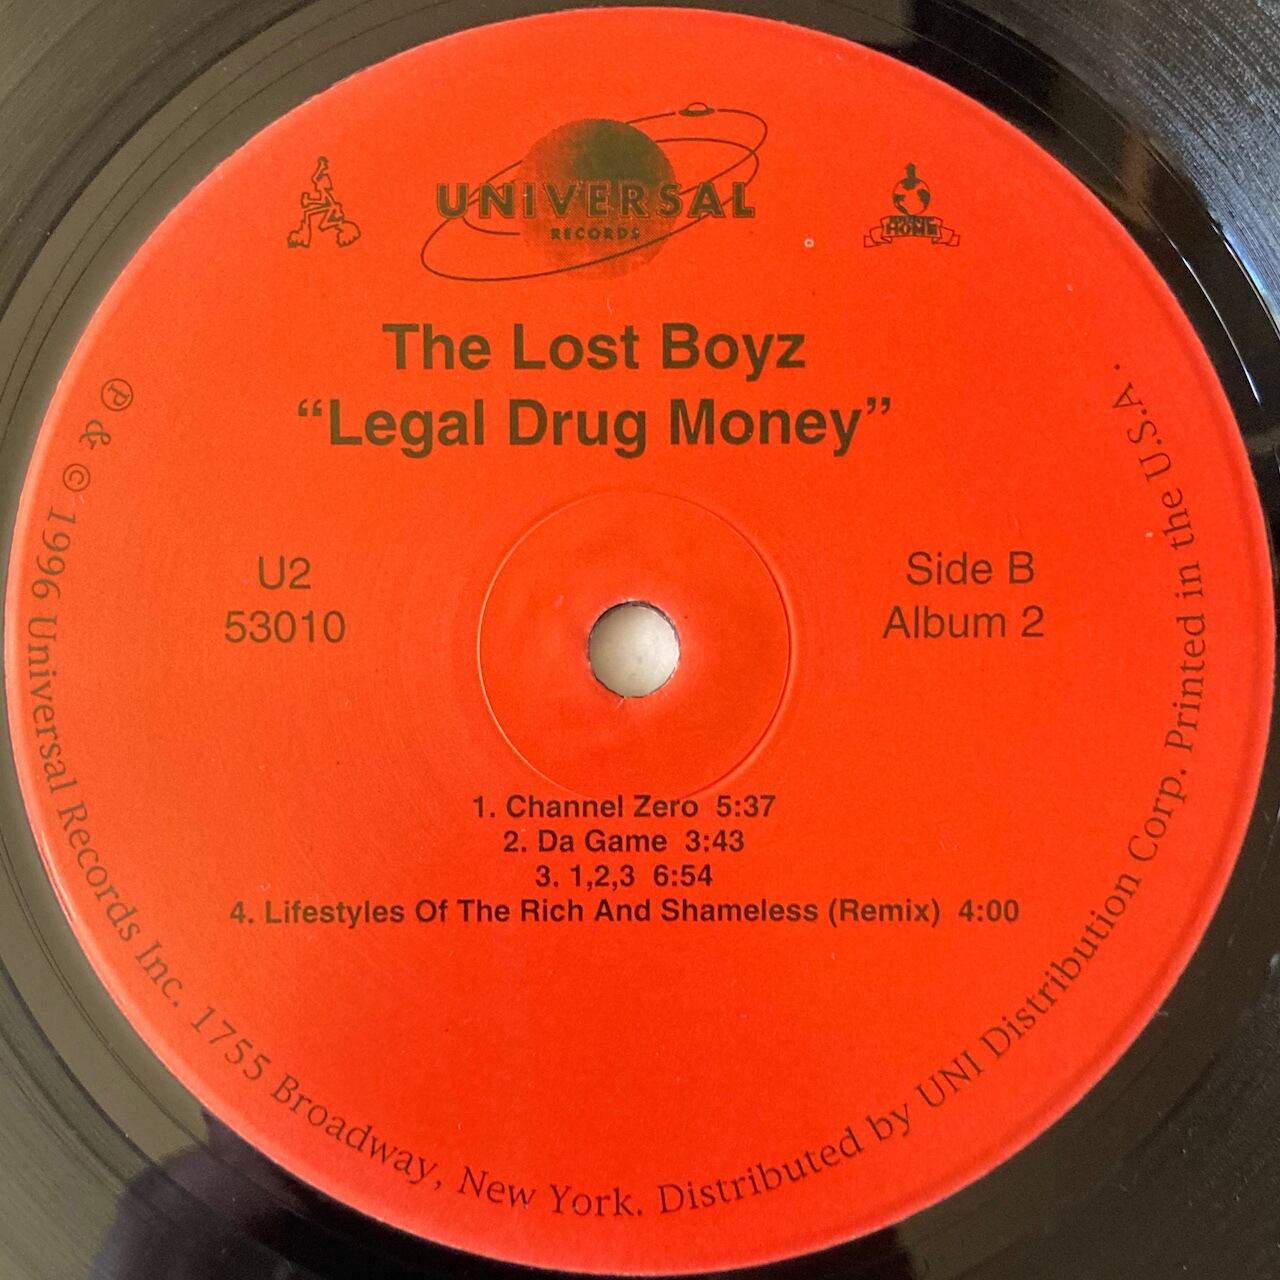 UNIVERSAL
RECORDS
HOME
The Lost Boyz
“Legal Drug Money”
U2
53010
Side B
Album 2
1. Channel Zero 5:37
2. Da Game 3:43
3. 1,2,3 6:54
4. Lifestyles Of The Rich And Shameless (Remix) 4:00
℗ & © 1996 Universal Records Inc. 1755 Broadway, New York. Distributed by UNI Distribution Corp. Printed in the U.S.A.